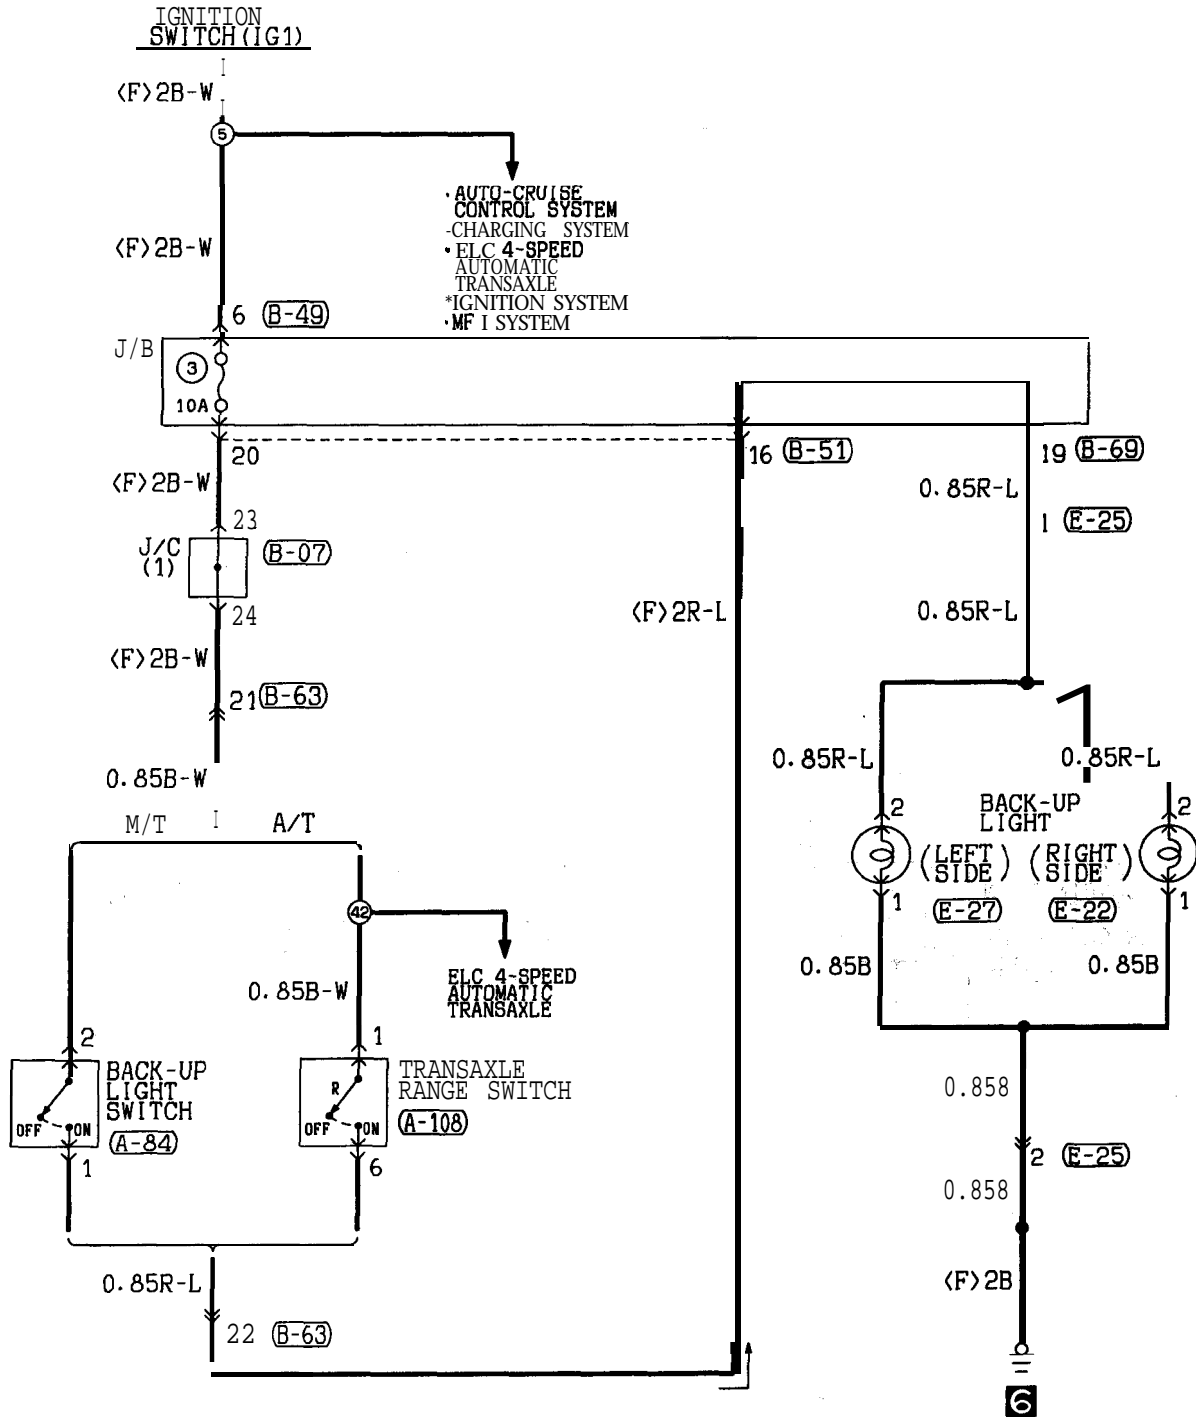 IGNITION
SWITCH(IG1)
<F>2B-W
5
· AUTO-CRUISE
CONTROL SYSTEM
-CHARGING SYSTEM
· ELC 4-SPEED
AUTOMATIC
TRANSAXLE
*IGNITION SYSTEM
·MF I SYSTEM
<F>2B-W
6 B-49
J/B
3
10A
20
16 B-51
19 B-69
<F>2B-W
0.85R-L
23
1 E-25
J/C
(1)
B-07
24
<F>2R-L
0.85R-L
<F>2B-W
21 B-63
0.85B-W
0.85R-L
0.85R-L
M/T A/T
2
BACK-UP
LIGHT
2
(LEFT
SIDE)
(RIGHT
SIDE)
1
E-27
E-22
1
42
0.85B
0.85B
ELC 4-SPEED
AUTOMATIC
TRANSAXLE
0.85B-W
2
1
BACK-UP
LIGHT
SWITCH
A-84
OFF ON
1
TRANSAXLE
RANGE SWITCH
A-108
R
OFF ON
6
0.858
2 E-25
0.858
0.85R-L
<F>2B
22 B-63
6